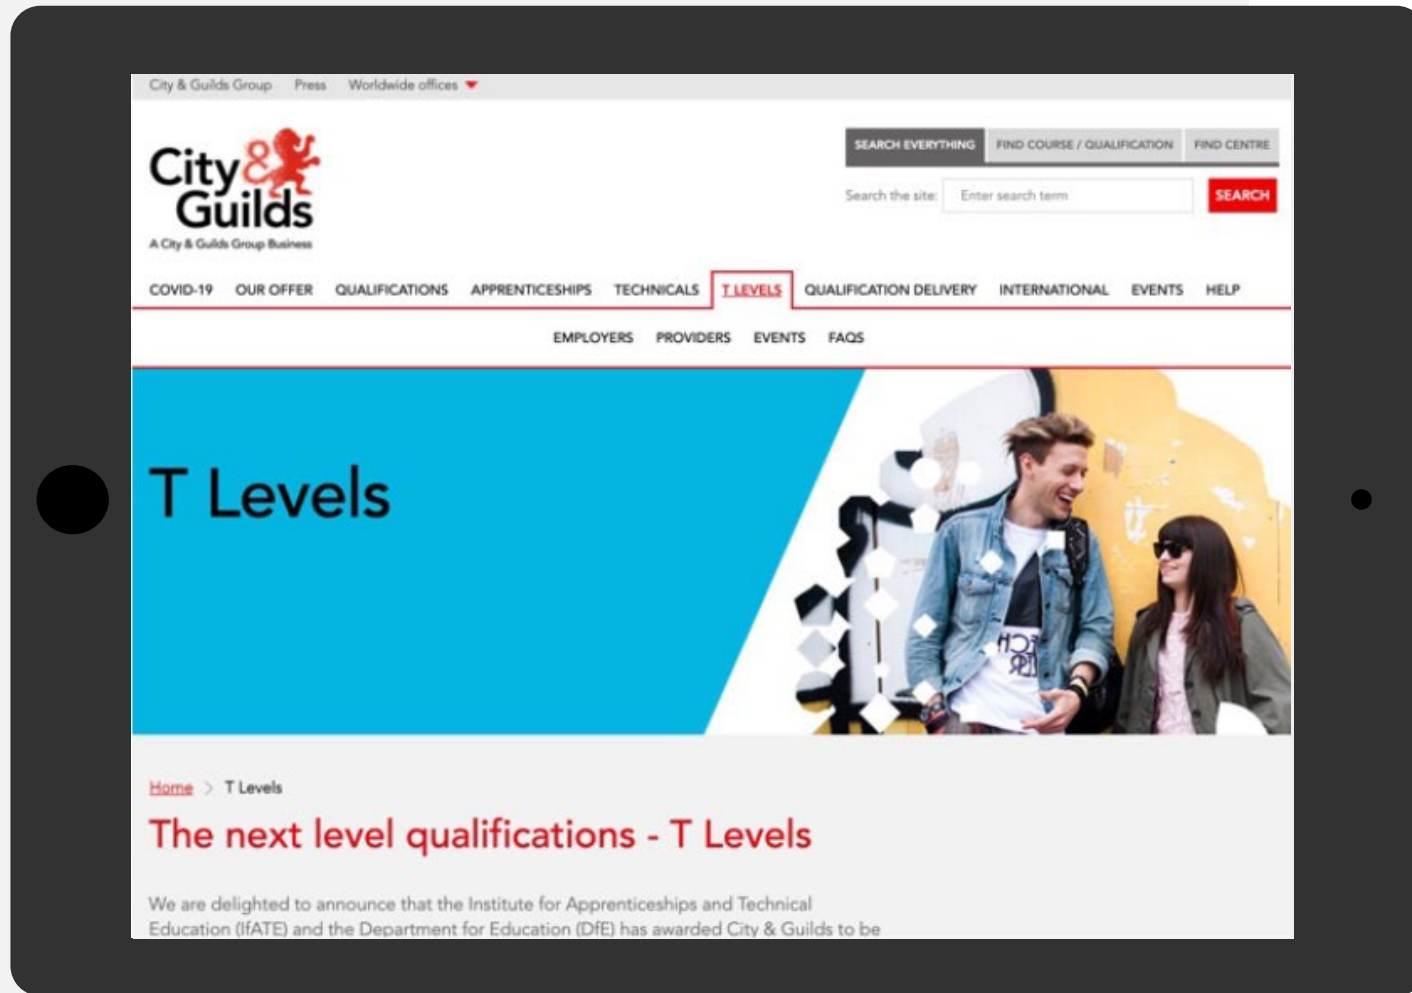 City & Guilds Group Press Worldwide offices
City &
Guilds
A City & Guilds Group Business
SEARCH EVERYTHING FIND COURSE / QUALIFICATION FIND CENTRE
Search the site: Enter search term SEARCH
COVID-19 OUR OFFER QUALIFICATIONS APPRENTICESHIPS TECHNICALS T LEVELS QUALIFICATION DELIVERY INTERNATIONAL EVENTS HELP
EMPLOYERS PROVIDERS EVENTS FAQS
T Levels
Home > T Levels
The next level qualifications - T Levels
We are delighted to announce that the Institute for Apprenticeships and Technical
Education (IfATE) and the Department for Education (DfE) has awarded City & Guilds to be